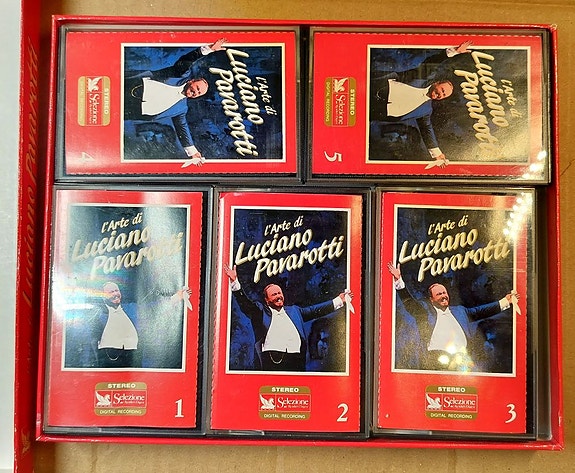 l'Arte di
Luciano
Pavarotti
STEREO
Selezione
DIGITAL RECORDING
4
l'Arte di
Luciano
Pavarotti
STEREO
Selezione
DIGITAL RECORDING
5
l'Arte di
Luciano
Pavarotti
STEREO
Selezione
DIGITAL RECORDING
1
l'Arte di
Luciano
Pavarotti
STEREO
Selezione
DIGITAL RECORDING
2
l'Arte di
Luciano
Pavarotti
STEREO
Selezione
DIGITAL RECORDING
3